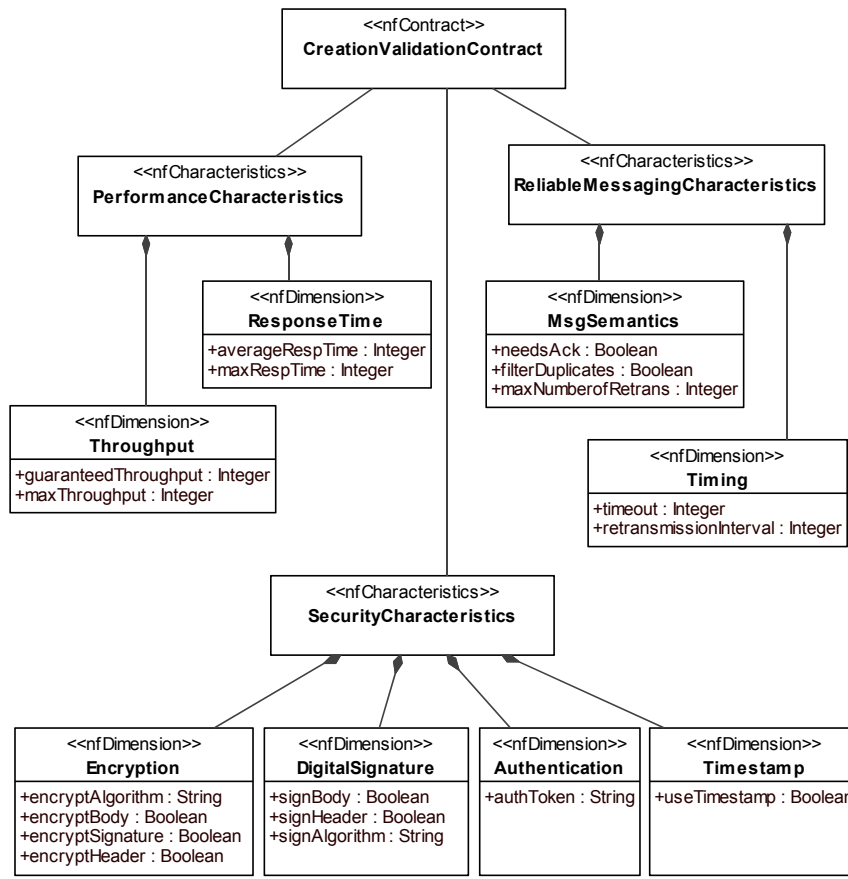 <<nfContract>>
CreationValidationContract
<<nfCharacteristics>>
PerformanceCharacteristics
<<nfCharacteristics>>
ReliableMessagingCharacteristics
<<nfDimension>>
ResponseTime
+averageRespTime : Integer
+maxRespTime : Integer
<<nfDimension>>
MsgSemantics
+needsAck : Boolean
+filterDuplicates : Boolean
+maxNumberofRetrans : Integer
<<nfDimension>>
Throughput
+guaranteedThroughput : Integer
+maxThroughput : Integer
<<nfDimension>>
Timing
+timeout : Integer
+retransmissionInterval : Integer
<<nfCharacteristics>>
SecurityCharacteristics
<<nfDimension>>
Encryption
+encryptAlgorithm : String
+encryptBody : Boolean
+encryptSignature : Boolean
+encryptHeader : Boolean
<<nfDimension>>
DigitalSignature
+signBody : Boolean
+signHeader : Boolean
+signAlgorithm : String
<<nfDimension>>
Authentication
+authToken : String
<<nfDimension>>
Timestamp
+useTimestamp : Boolean